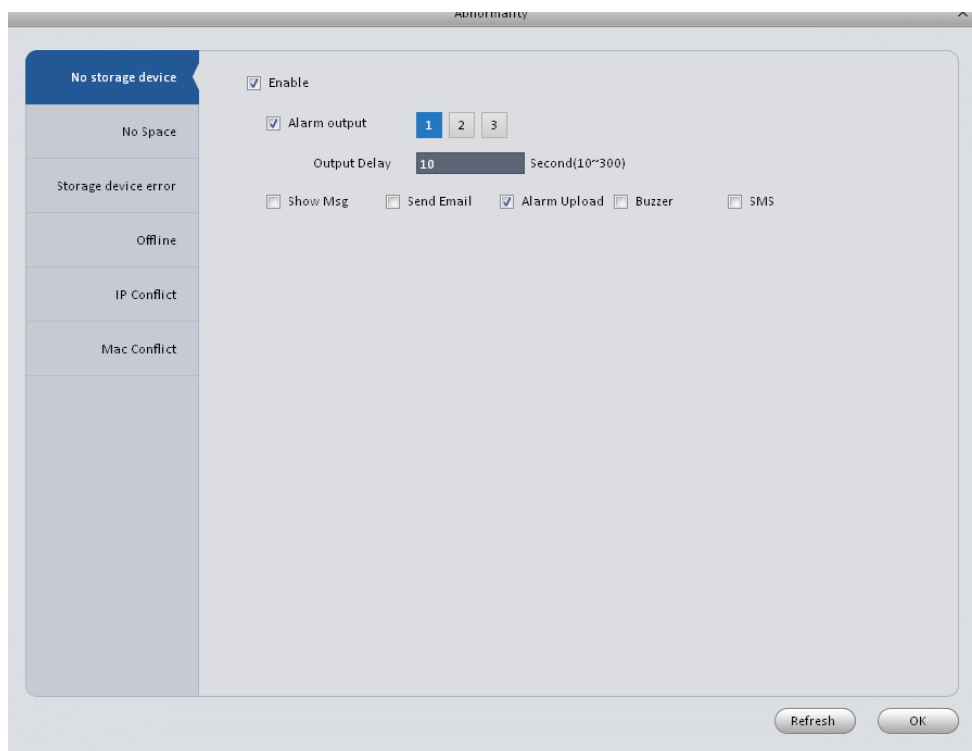 Abnormality
No storage device
No Space
Storage device error
Offline
IP Conflict
Mac Conflict
Enable
Alarm output 1 2 3
Output Delay 10 Second(10~300)
Show Msg Send Email Alarm Upload Buzzer SMS
Refresh OK